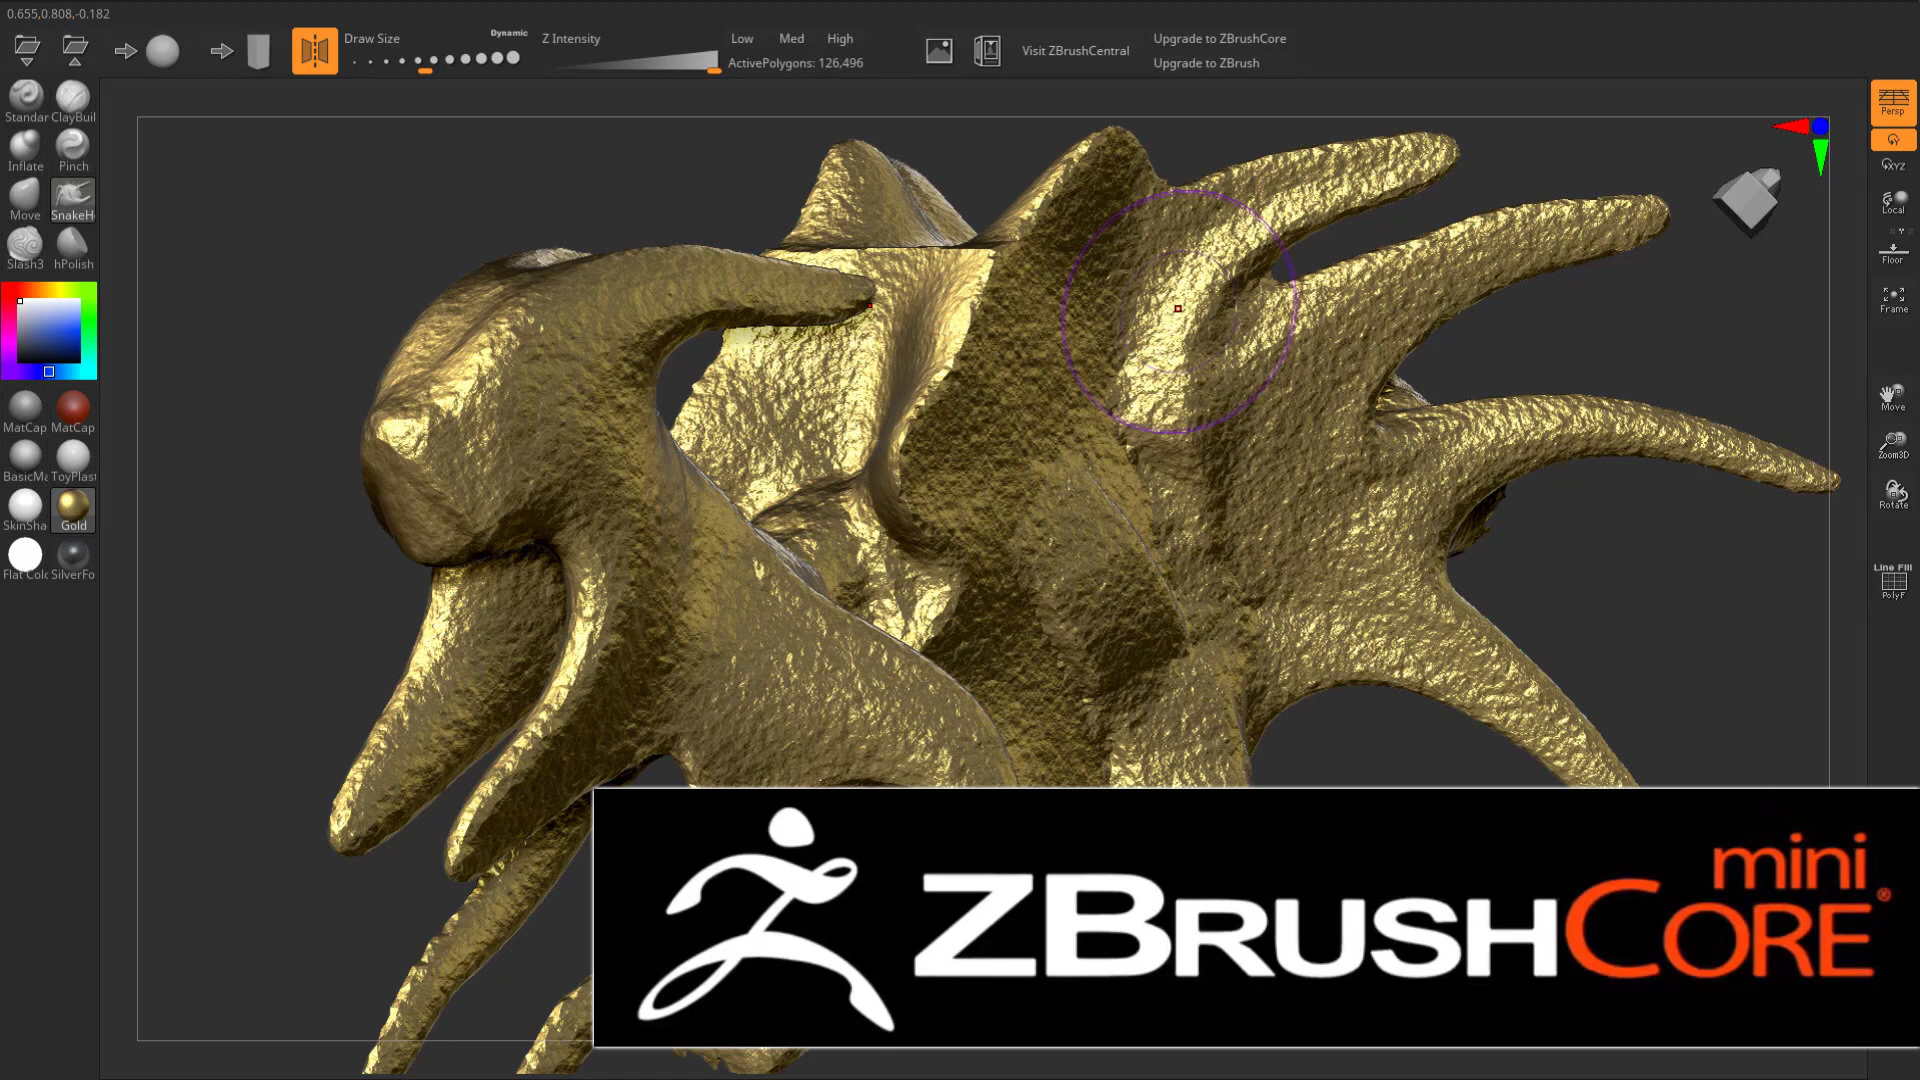 0.655,0.808,-0.182
Draw Size
Dynamic
Z Intensity
Low Med High
ActivePolygons: 126,496
Visit ZBrushCentral
Upgrade to ZBrushCore
Upgrade to ZBrush
Standar ClayBuil
Inflate Pinch
Move SnakeH
Slash3 hPolish
MatCap MatCap
BasicMa ToyPlast
SkinSha Gold
Flat Colo SilverFo
Persp
XYZ
Local
Floor
Frame
Move
Zoom3D
Rotate
Line Fill
PolyF
mini
ZBRUSHCORE®